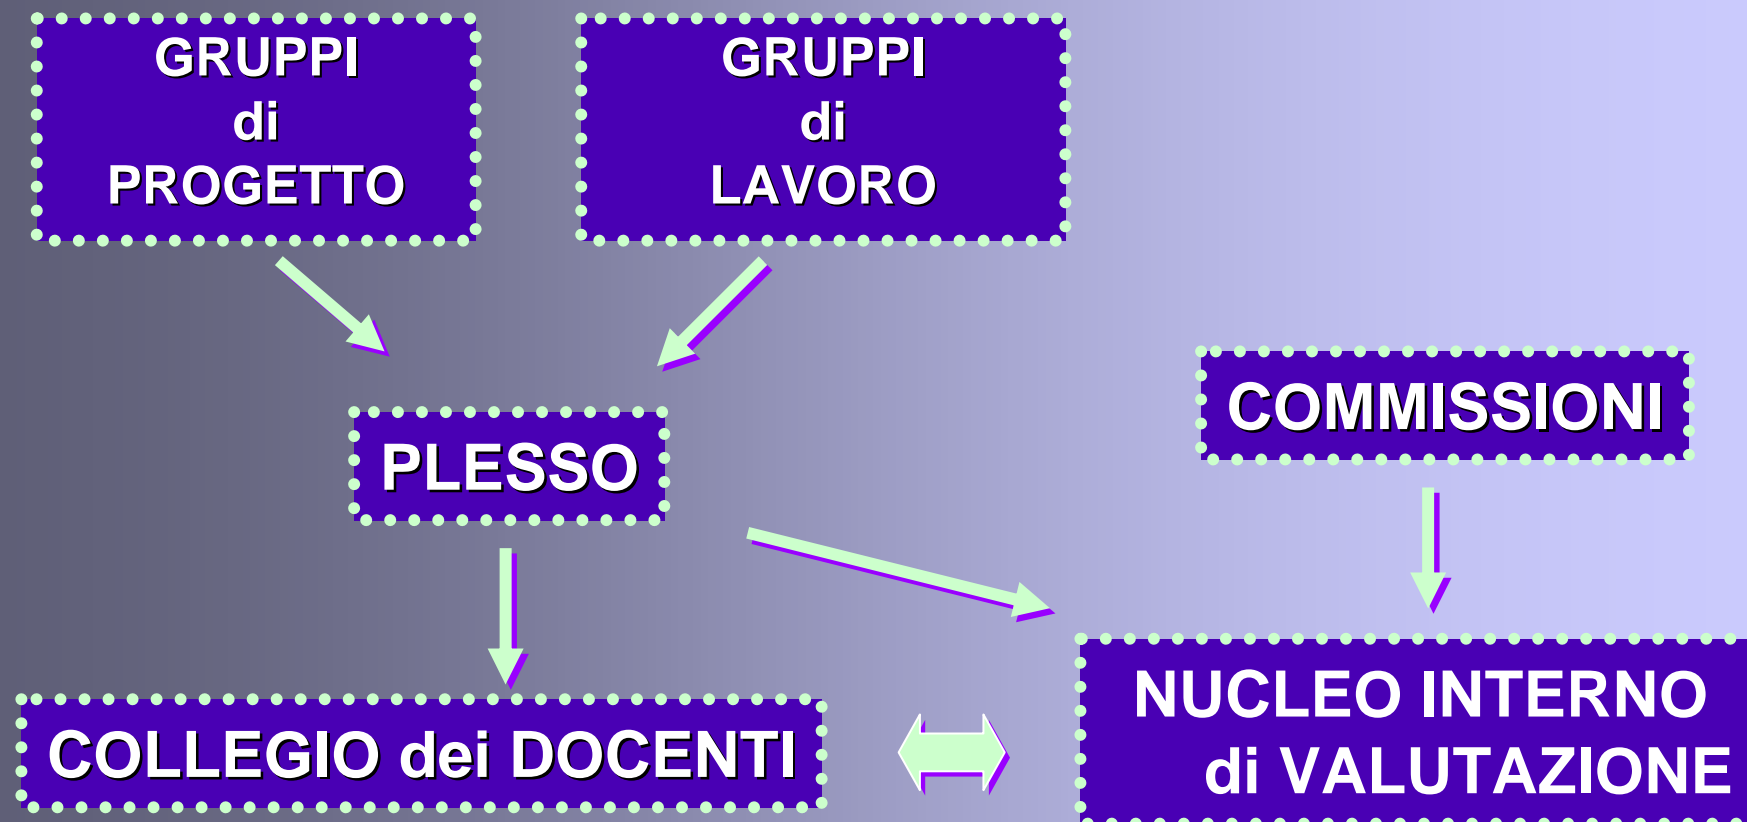 GRUPPI
di
PROGETTO
GRUPPI
di
LAVORO
COMMISSIONI
PLESSO
NUCLEO INTERNO
di VALUTAZIONE
COLLEGIO dei DOCENTI